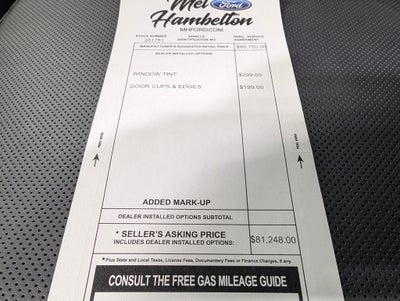 Mel
Ford
Hambelton
MHFORD.COM
STOCK NUMBER VEHICLE IDENTIFICATION NO. MAKE SERVICE AGREEMENT
MANUFACTURER'S SUGGESTED RETAIL PRICE $80,750.00
DEALER INSTALLED OPTIONS
WINDOW TINT $299.00
DOOR CUPS & EDGES $199.00
PEEL HERE
PEEL HERE
ADDED MARK-UP
DEALER INSTALLED OPTIONS SUBTOTAL
* SELLER'S ASKING PRICE $81,248.00
INCLUDES DEALER INSTALLED OPTIONS:
*Plus State and Local Taxes, License Fees, Documentary Fees or Finance Charges, if any.
CONSULT THE FREE GAS MILEAGE GUIDE